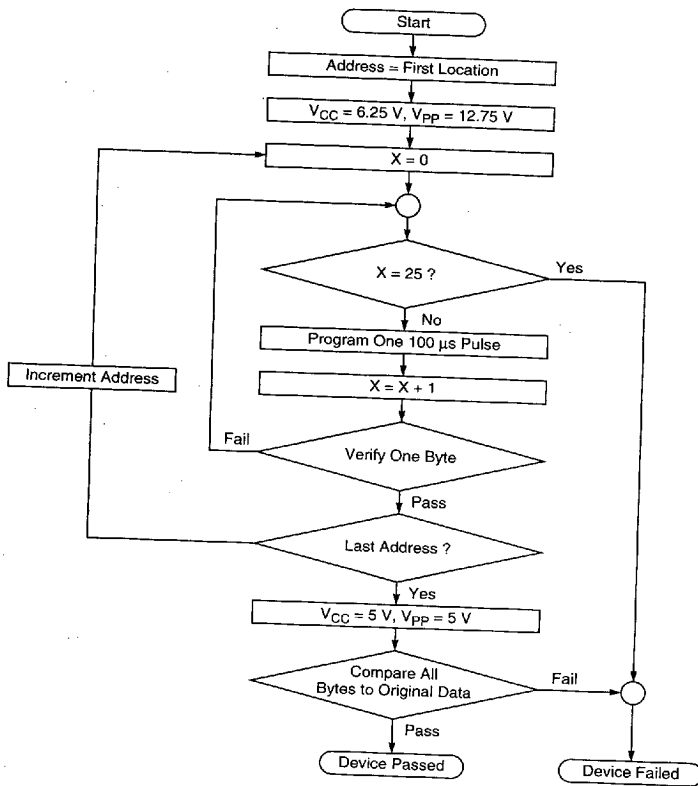 Start
Address = First Location
VCC = 6.25 V, VPP = 12.75 V
X = 0
X = 25 ?
Yes
No
Program One 100 µs Pulse
Increment Address
X = X + 1
Fail
Verify One Byte
Pass
Last Address ?
Yes
VCC = 5 V, VPP = 5 V
Compare All
Bytes to Original Data
Fail
Pass
Device Passed
Device Failed